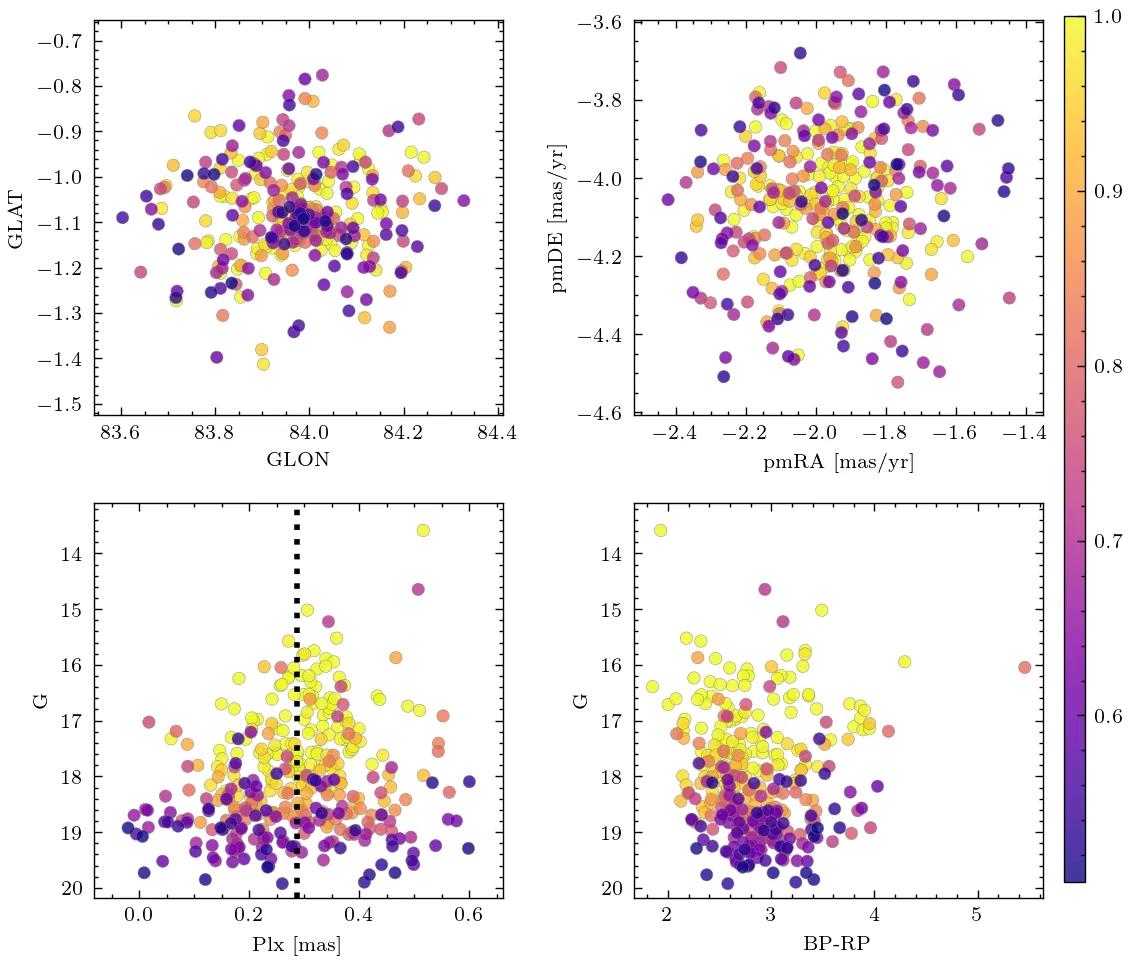 −0.7
−0.8
−0.9
−1.0
−1.1
−1.2
−1.3
−1.4
−1.5
GLAT
83.6 83.8 84.0 84.2 84.4
GLON
−3.6
−3.8
−4.0
−4.2
−4.4
−4.6
pmDE [mas/yr]
−2.4 −2.2 −2.0 −1.8 −1.6 −1.4
pmRA [mas/yr]
14
15
16
17
18
19
20
G
0.0 0.2 0.4 0.6
Plx [mas]
14
15
16
17
18
19
20
G
2 3 4 5
BP-RP
1.0
0.9
0.8
0.7
0.6